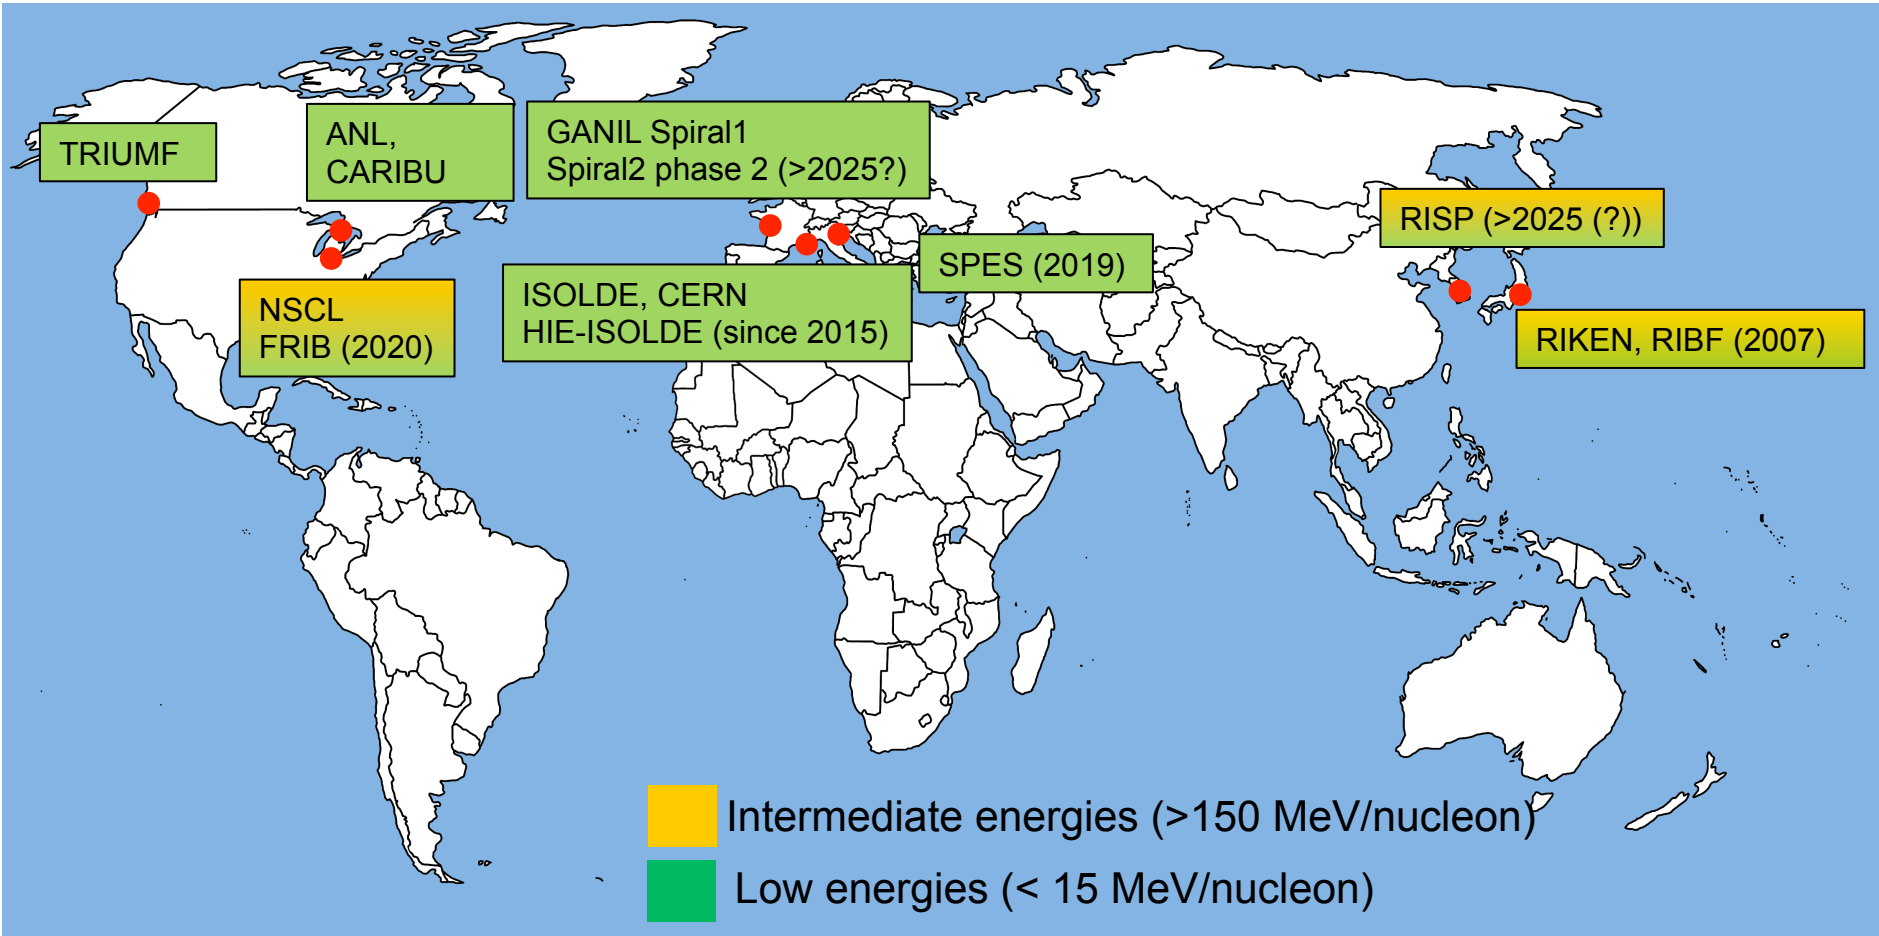 TRIUMF
ANL,
CARIBU
GANIL Spiral1
Spiral2 phase 2 (>2025?)
RISP (>2025 (?))
SPES (2019)
NSCL
FRIB (2020)
ISOLDE, CERN
HIE-ISOLDE (since 2015)
RIKEN, RIBF (2007)
Intermediate energies (>150 MeV/nucleon)
Low energies (< 15 MeV/nucleon)